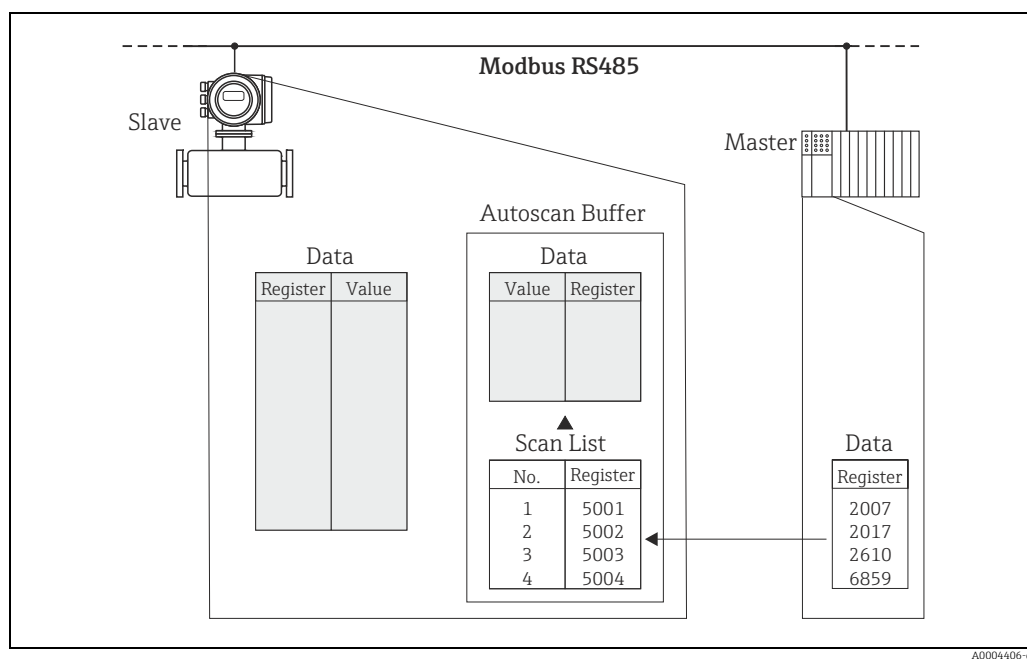 Modbus RS485
Slave
Master
Autoscan Buffer
Data
Register Value
Data
Value Register
Scan List
No. Register
1 5001
2 5002
3 5003
4 5004
Data
Register
2007
2017
2610
6859